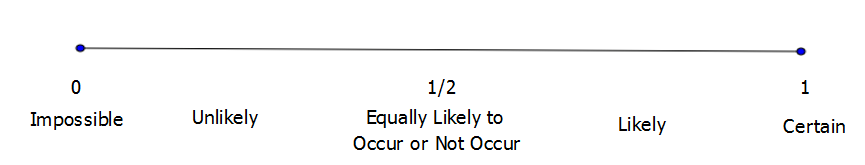 0 1/2 1
Impossible Unlikely Equally Likely to Likely Certain
Occur or Not Occur